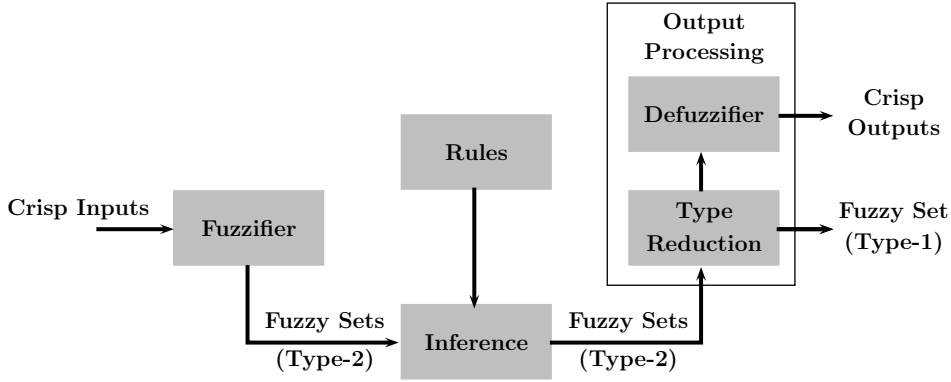 Output
Processing
Defuzzifier
Crisp
Outputs
Rules
Crisp Inputs
Fuzzifier
Type
Reduction
Fuzzy Set
(Type-1)
Fuzzy Sets
(Type-2)
Inference
Fuzzy Sets
(Type-2)